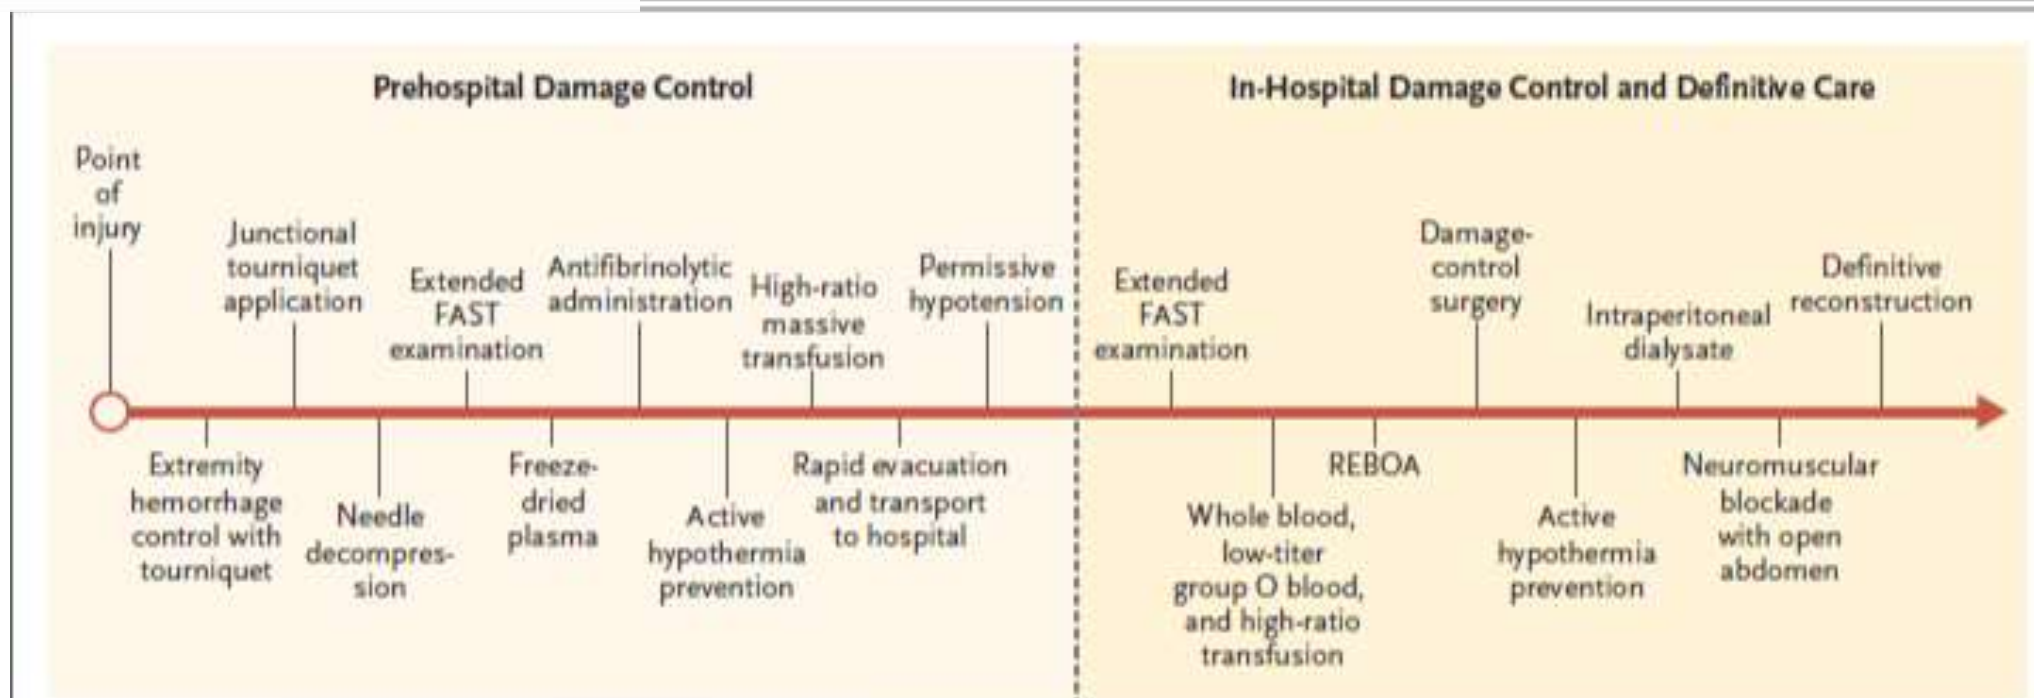 Prehospital Damage Control
Point
of
injury
Extremity
hemorrhage
control with
tourniquet
Junctional
tourniquet
application
Needle
decompres-
sion
Extended
FAST
examination
Freeze-
dried
plasma
Antifibrinolytic
administration
Active
hypothermia
prevention
High-ratio
massive
transfusion
Rapid evacuation
and transport
to hospital
Permissive
hypotension
In-Hospital Damage Control and Definitive Care
Extended
FAST
examination
Whole blood,
low-titer
group O blood,
and high-ratio
transfusion
REBOA
Damage-
control
surgery
Active
hypothermia
prevention
Intraperitoneal
dialysate
Neuromuscular
blockade
with open
abdomen
Definitive
reconstruction